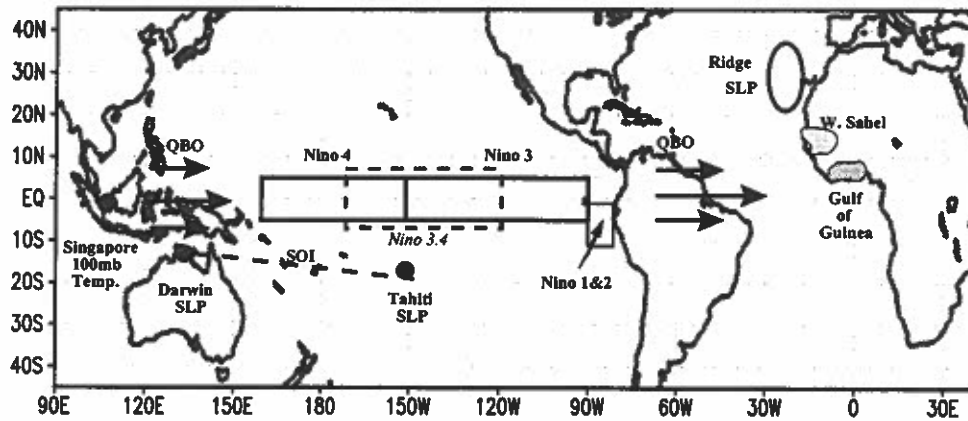 40N
30N
20N
10N
EQ
10S
20S
30S
40S
90E
120E
150E
180
150W
120W
90W
60W
30W
0
30E
QBO
Singapore
100mb
Temp.
Darwin
SLP
SOI
Tahiti
SLP
Nino 4
Nino 3
Nino 3.4
Nino 1&2
QBO
Ridge
SLP
W. Sahel
Gulf
of
Guinea